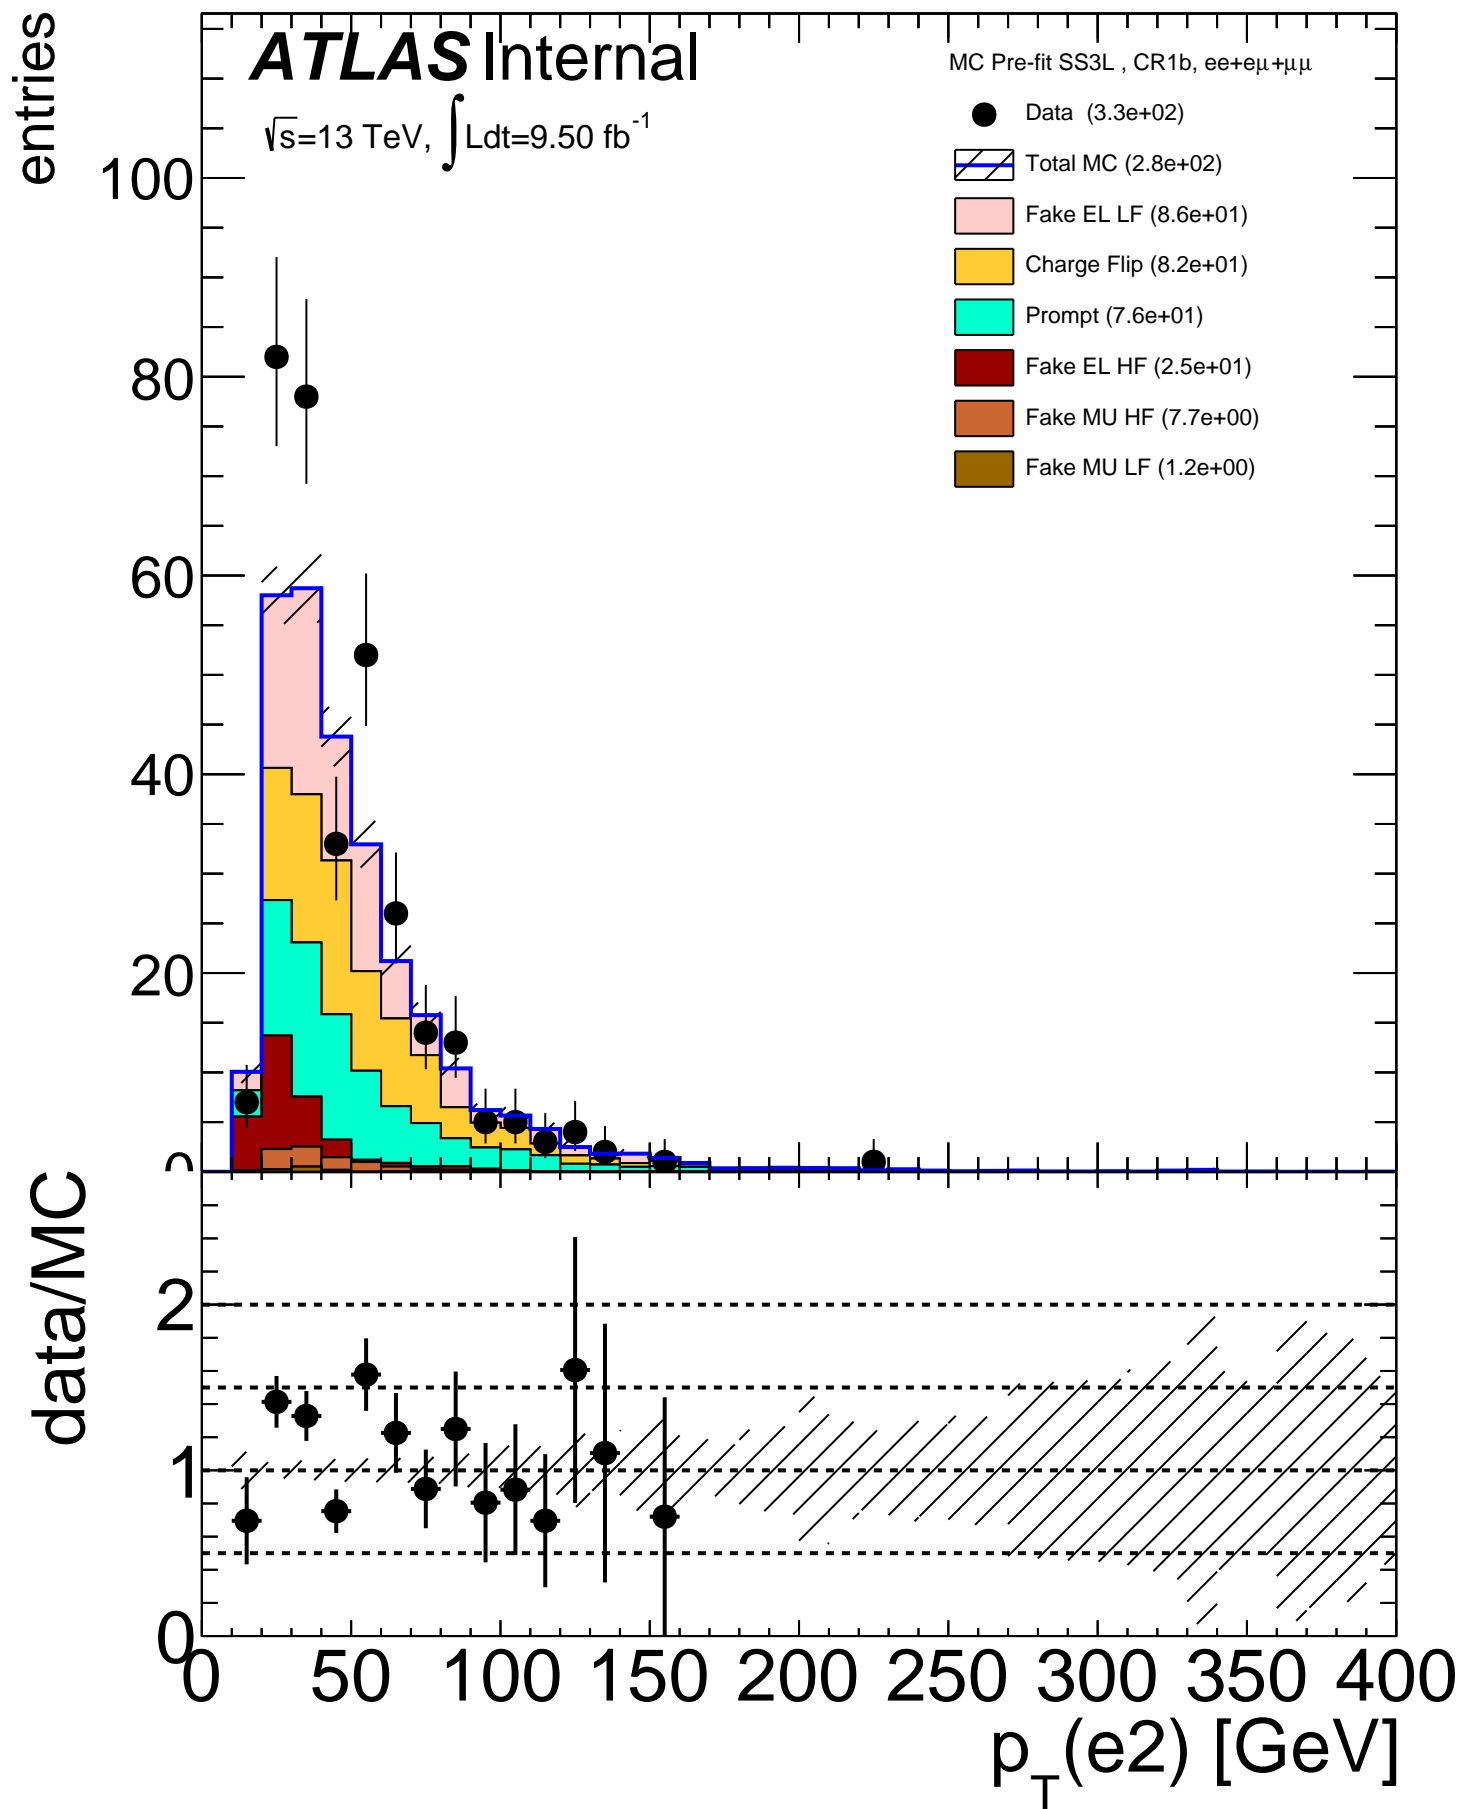 entries
ATLAS Internal
√s=13 TeV, ∫Ldt=9.50 fb⁻¹
MC Pre-fit SS3L , CR1b, ee+eμ+μμ
Data (3.3e+02)
Total MC (2.8e+02)
Fake EL LF (8.6e+01)
Charge Flip (8.2e+01)
Prompt (7.6e+01)
Fake EL HF (2.5e+01)
Fake MU HF (7.7e+00)
Fake MU LF (1.2e+00)
100
80
60
40
20
0
data/MC
2
1
0
0 50 100 150 200 250 300 350 400
p_T(e2) [GeV]